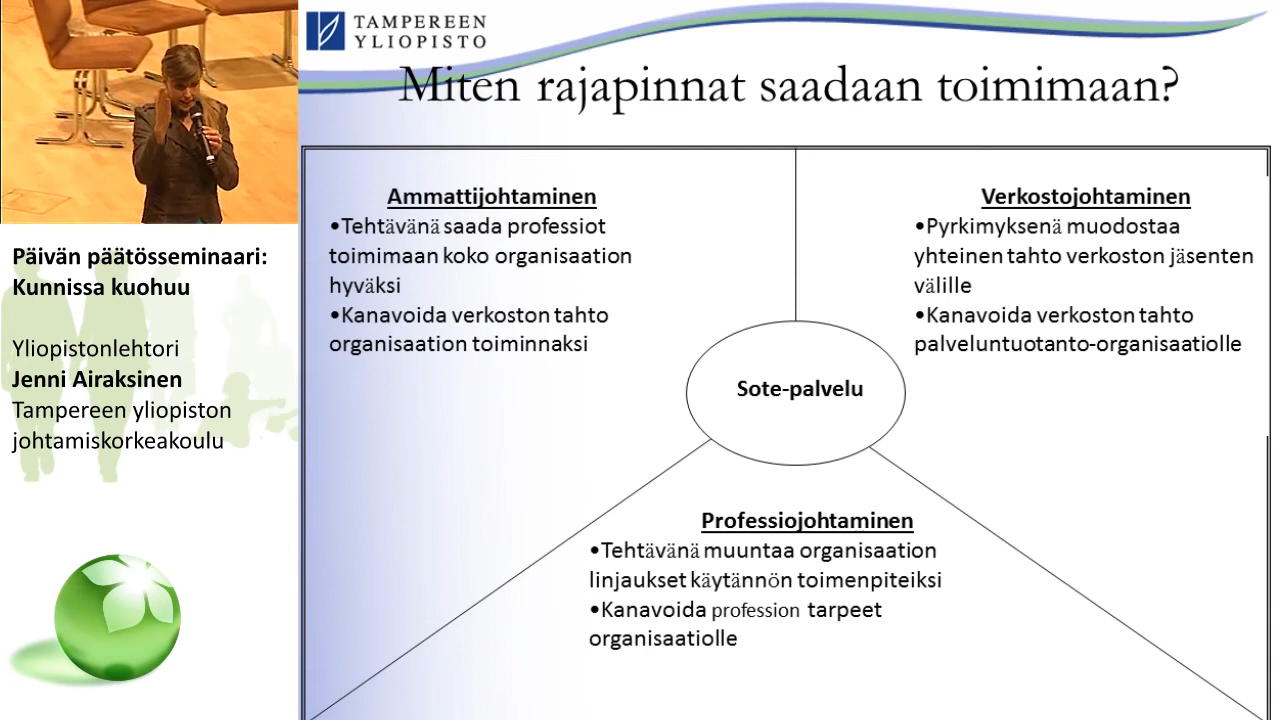 TAMPEREEN
YLIOPISTO
Miten rajapinnat saadaan toimimaan?
Päivän päätösseminaari:
Kunnissa kuohuu
Yliopistonlehtori
Jenni Airaksinen
Tampereen yliopiston
johtamiskorkeakoulu
Ammattijohtaminen
•Tehtävänä saada professiot
toimimaan koko organisaation
hyväksi
•Kanavoida verkoston tahto
organisaation toiminnaksi
Verkostojohtaminen
•Pyrkimyksenä muodostaa
yhteinen tahto verkoston jäsenten
välille
•Kanavoida verkoston tahto
palveluntuotanto-organisaatiolle
Sote-palvelu
Professiojohtaminen
•Tehtävänä muuntaa organisaation
linjaukset käytännön toimenpiteiksi
•Kanavoida profession tarpeet
organisaatiolle